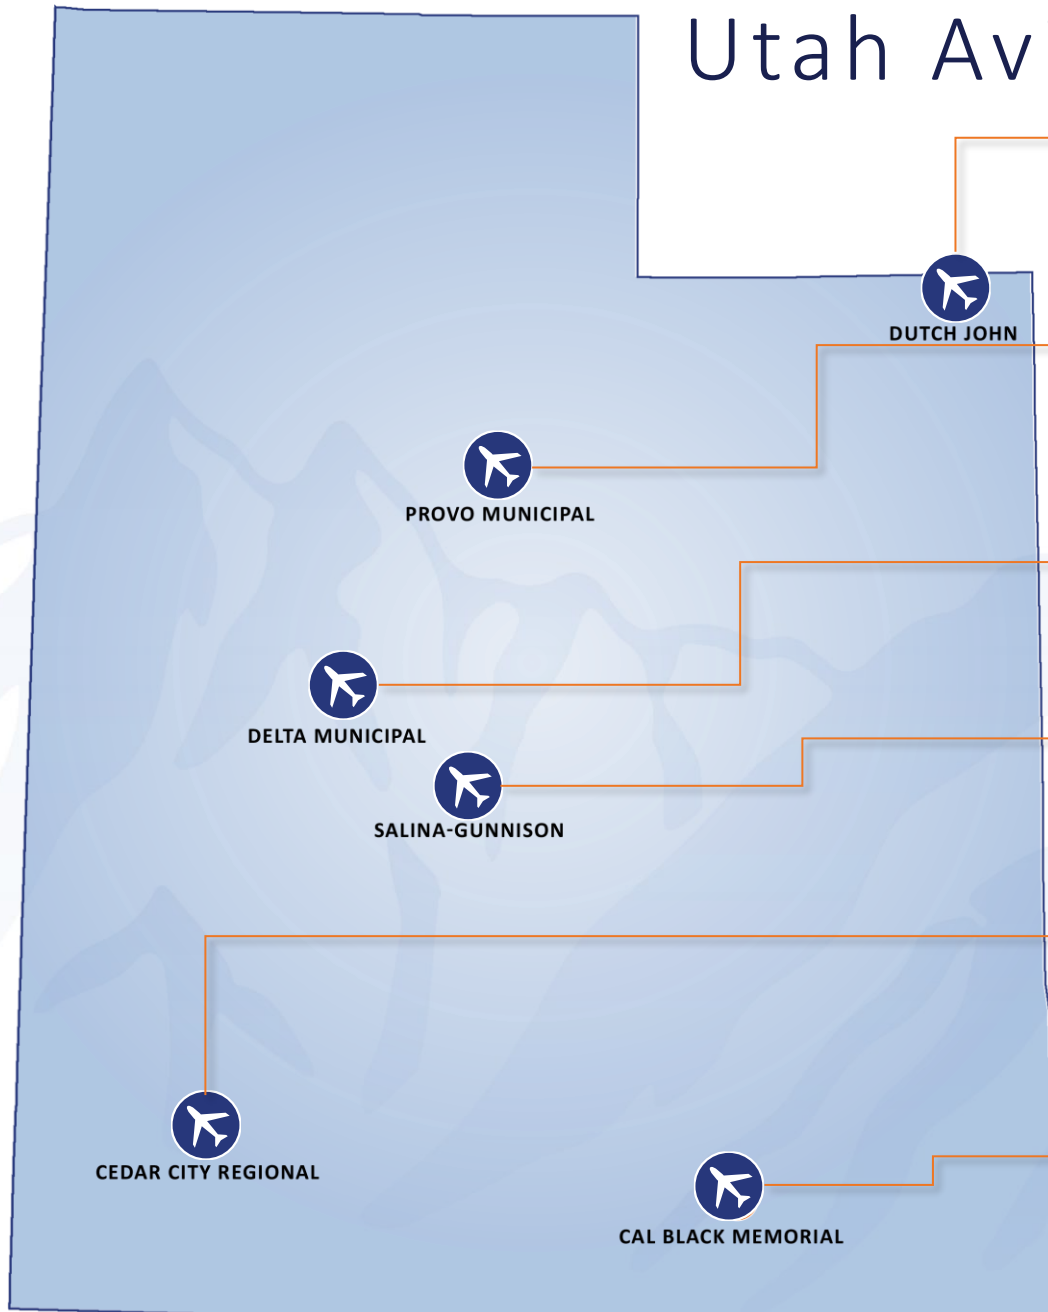 Utah Av
DUTCH JOHN
PROVO MUNICIPAL
DELTA MUNICIPAL
SALINA-GUNNISON
CEDAR CITY REGIONAL
CAL BLACK MEMORIAL